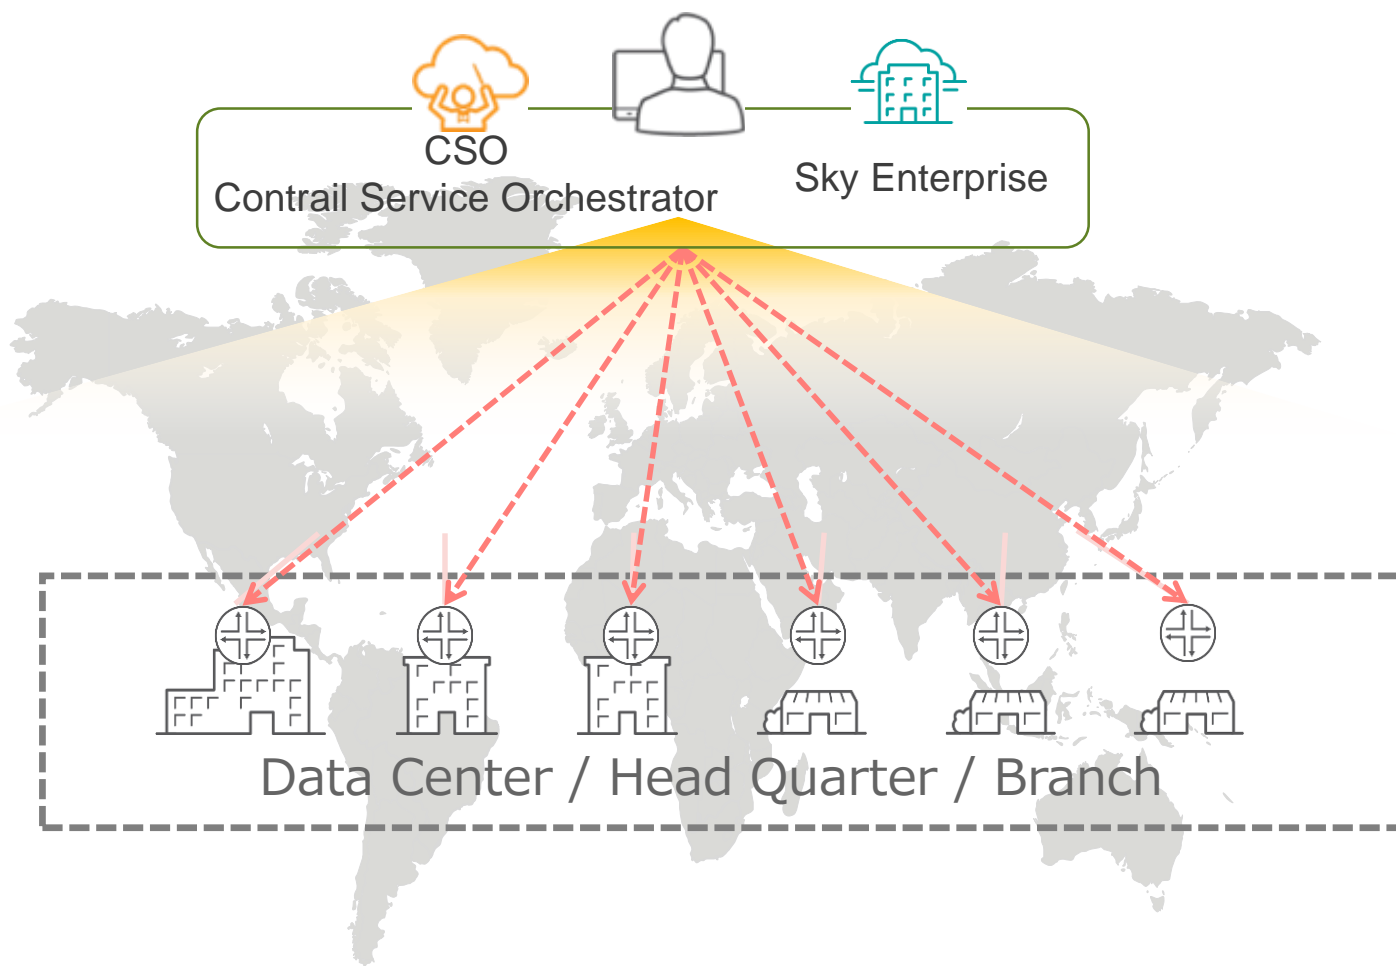 CSO
Contrail Service Orchestrator
Sky Enterprise
Data Center / Head Quarter / Branch